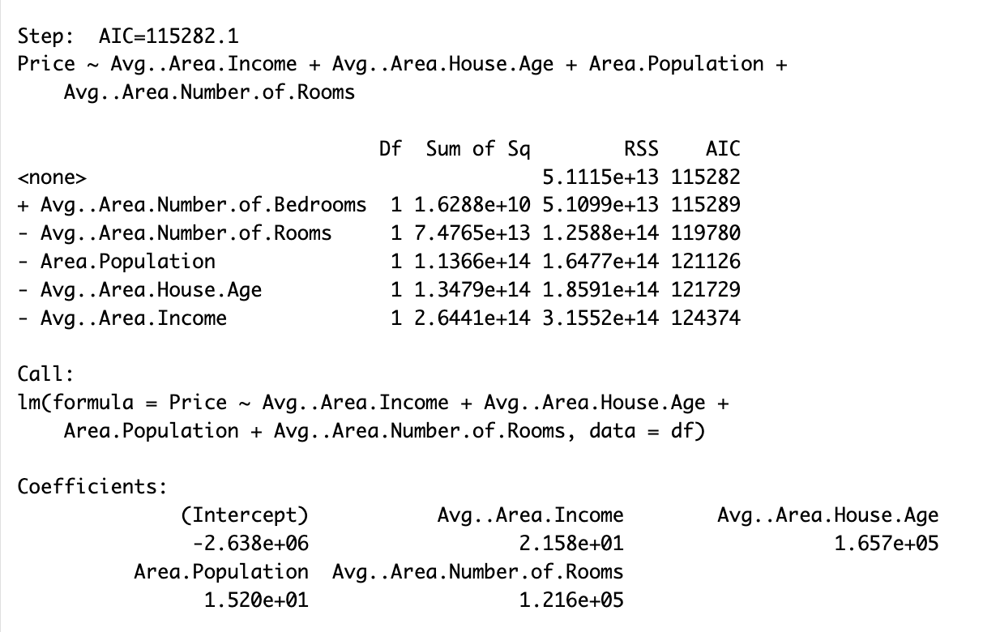 Step:  AIC=115282.1
Price ~ Avg..Area.Income + Avg..Area.House.Age + Area.Population +
    Avg..Area.Number.of.Rooms

                               Df  Sum of Sq        RSS    AIC
<none>                                       5.1115e+13 115282
+ Avg..Area.Number.of.Bedrooms  1 1.6288e+10 5.1099e+13 115289
- Avg..Area.Number.of.Rooms     1 7.4765e+13 1.2588e+14 119780
- Area.Population               1 1.1366e+14 1.6477e+14 121126
- Avg..Area.House.Age           1 1.3479e+14 1.8591e+14 121729
- Avg..Area.Income              1 2.6441e+14 3.1552e+14 124374

Call:
lm(formula = Price ~ Avg..Area.Income + Avg..Area.House.Age +
    Area.Population + Avg..Area.Number.of.Rooms, data = df)

Coefficients:
              (Intercept)           Avg..Area.Income        Avg..Area.House.Age
               -2.638e+06                  2.158e+01                  1.657e+05
          Area.Population  Avg..Area.Number.of.Rooms
                1.520e+01                  1.216e+05